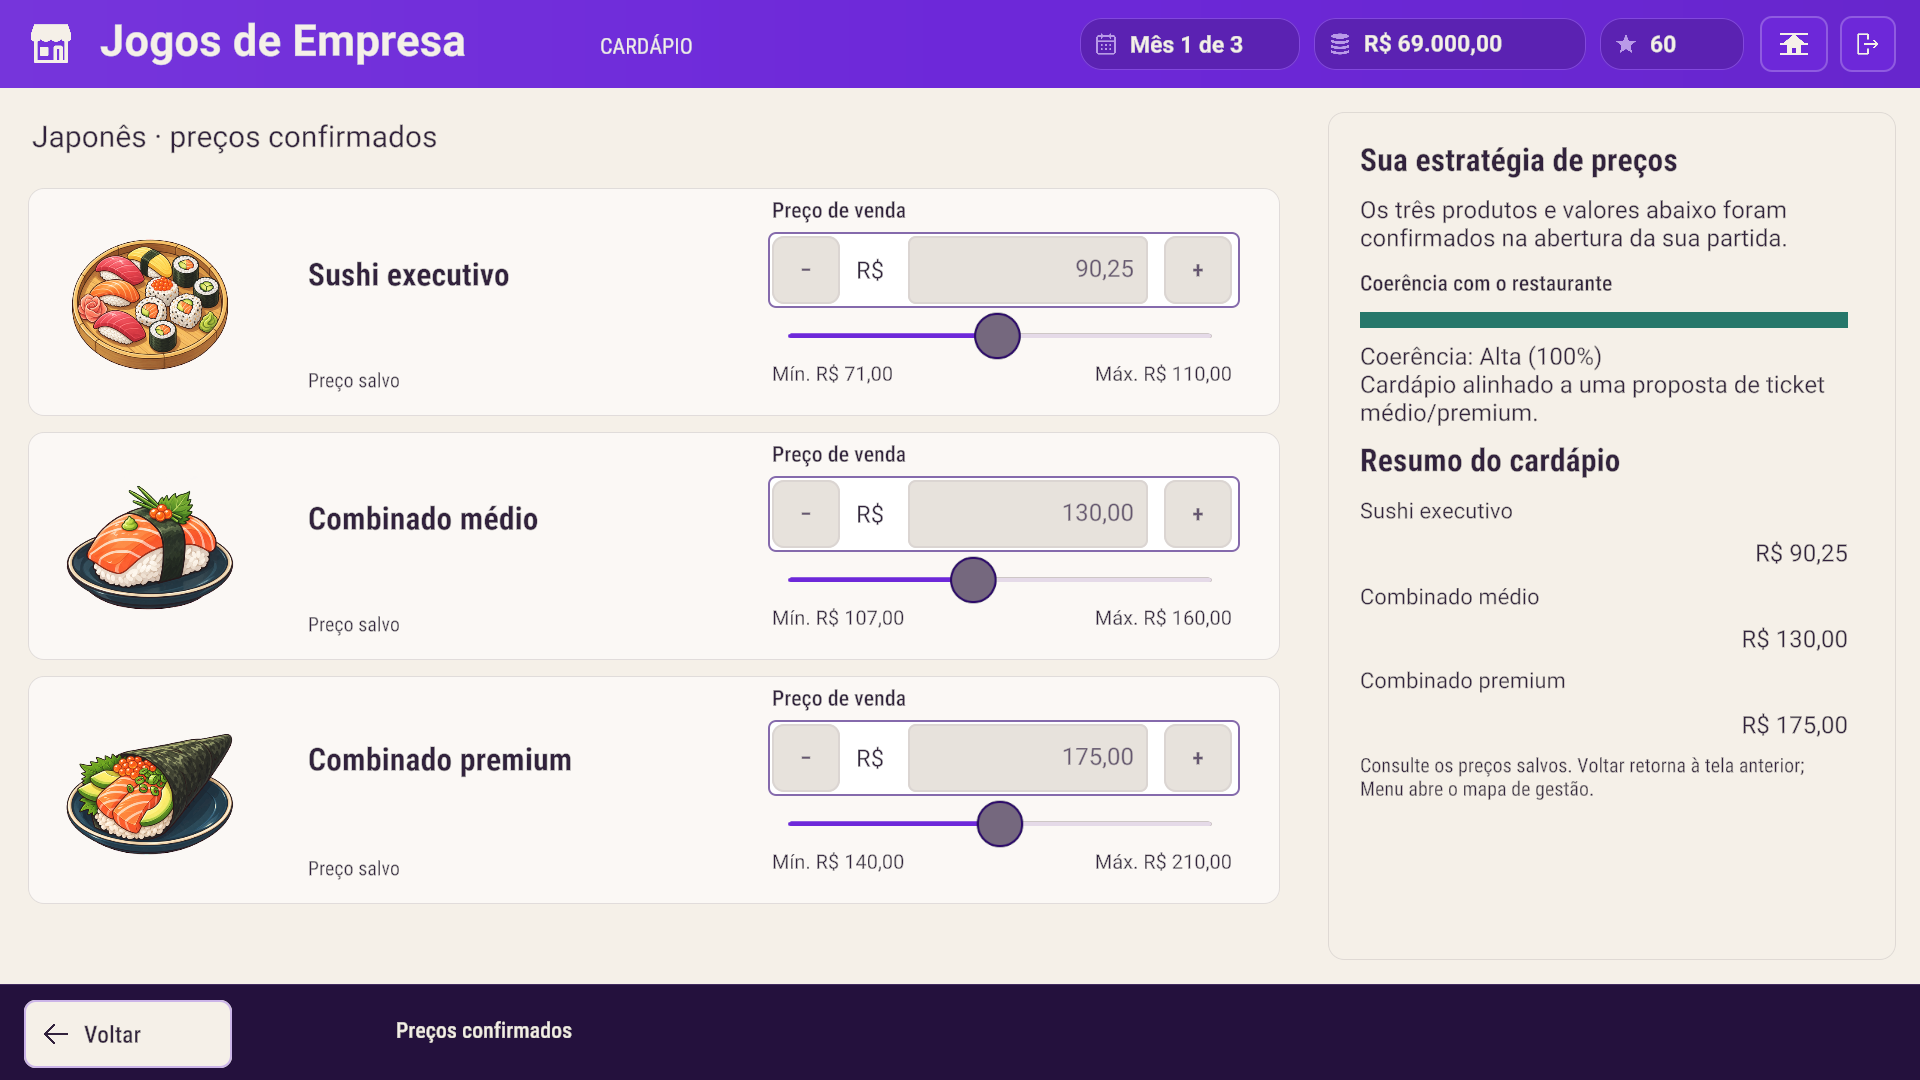 Jogos de Empresa
CARDÁPIO
Mês 1 de 3
R$ 69.000,00
60
Japonês · preços confirmados
Sushi executivo
Preço salvo
Preço de venda
−
R$
90,25
+
Mín. R$ 71,00
Máx. R$ 110,00
Combinado médio
Preço salvo
Preço de venda
−
R$
130,00
+
Mín. R$ 107,00
Máx. R$ 160,00
Combinado premium
Preço salvo
Preço de venda
−
R$
175,00
+
Mín. R$ 140,00
Máx. R$ 210,00
Sua estratégia de preços
Os três produtos e valores abaixo foram
confirmados na abertura da sua partida.
Coerência com o restaurante
Coerência: Alta (100%)
Cardápio alinhado a uma proposta de ticket
médio/premium.
Resumo do cardápio
Sushi executivo
R$ 90,25
Combinado médio
R$ 130,00
Combinado premium
R$ 175,00
Consulte os preços salvos. Voltar retorna à tela anterior;
Menu abre o mapa de gestão.
Voltar
Preços confirmados